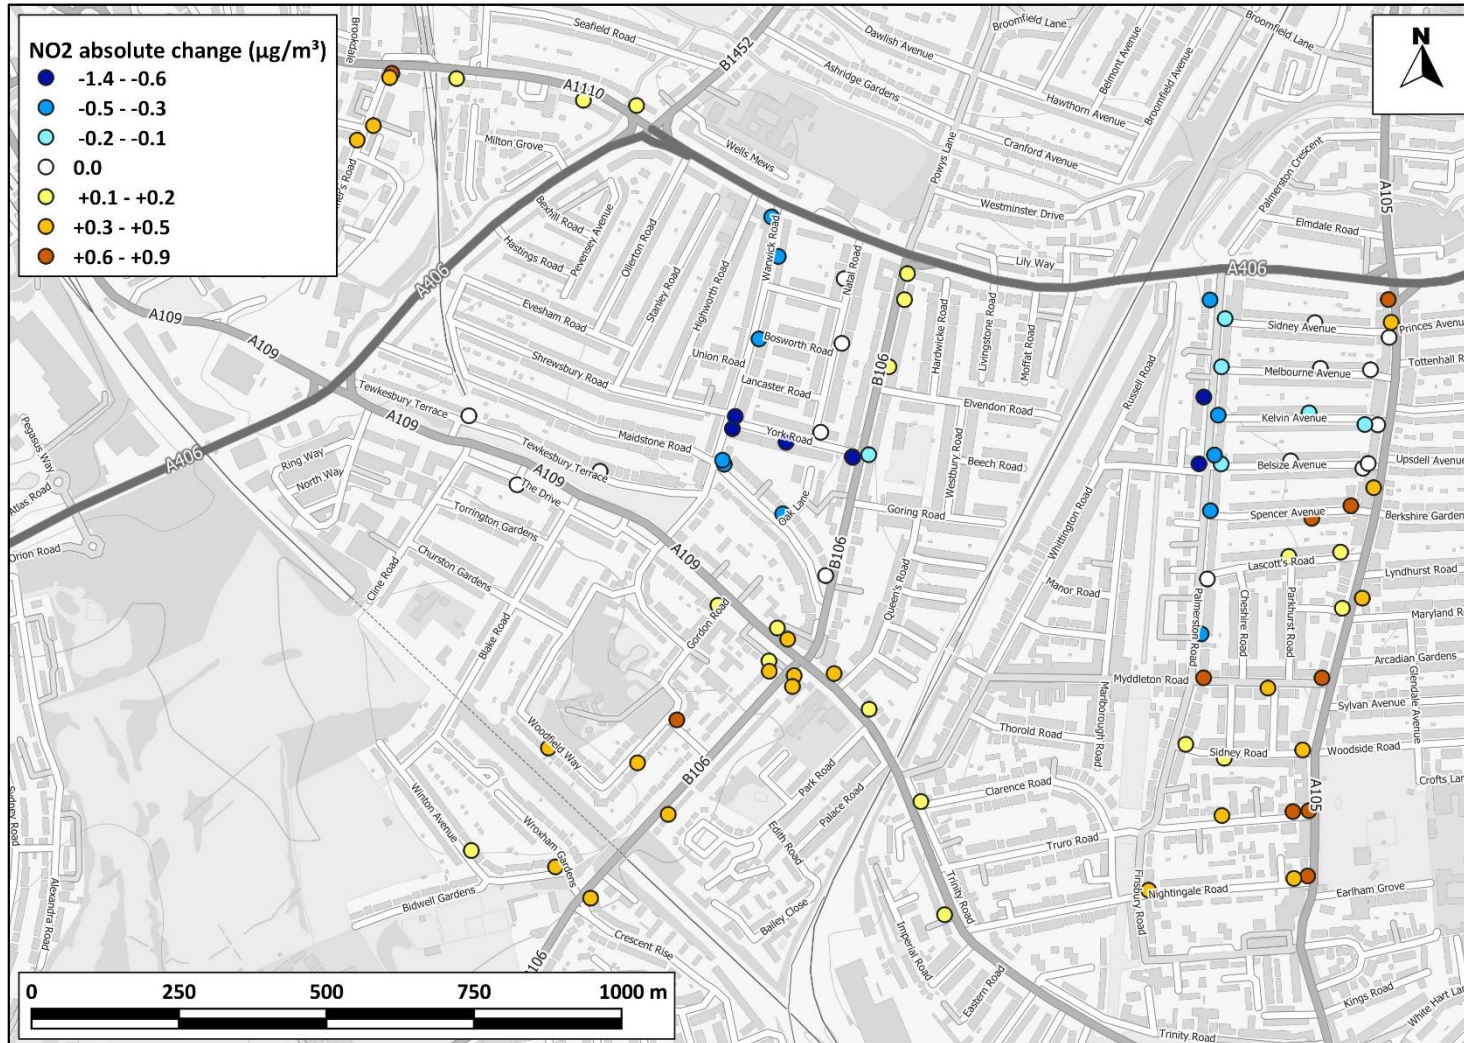 NO2 absolute change (µg/m³)
-1.4 - -0.6
-0.5 - -0.3
-0.2 - -0.1
0.0
+0.1 - +0.2
+0.3 - +0.5
+0.6 - +0.9
N
Brookdale
Seafield Road
B1452
Dawlish Avenue
Broomfield Lane
Broomfield Lane
Ashridge Gardens
Belmont Avenue
Broomfield Avenue
Hawthorn Avenue
A1110
Milton Grove
Wells Mews
Powys Lane
Cranford Avenue
Palmerston Crescent
Westminster Drive
A105
Elmdale Road
Bexhill Road
Pevensey Avenue
Hastings Road
Ollerton Road
Stanley Road
Highworth Road
Warwick Road
Natal Road
Lily Way
A406
A406
A109
A109
Evesham Road
Shrewsbury Road
Union Road
Bosworth Road
Lancaster Road
B106
Hardwicke Road
Livingstone Road
Moffat Road
Russell Road
Sidney Avenue
Princes Avenue
Melbourne Avenue
Tottenhall R
Tewkesbury Terrace
A109
Maidstone Road
York Road
Elvendon Road
Kelvin Avenue
Pegasus Way
A406
Ring Way
North Way
Tewkesbury Terrace
A109
Westbury Road
Beech Road
Belsize Avenue
Upsdell Avenue
Atlas Road
The Drive
Torrington Gardens
Oak Lane
Goring Road
Whittington Road
Spencer Avenue
Berkshire Gardens
Orion Road
Churston Gardens
A109
B106
Lascott's Road
Lyndhurst Road
Cline Road
Blake Road
Gordon Road
Queen's Road
Manor Road
Palmerston Road
Cheshire Road
Parkhurst Road
Maryland R
Arcadian Gardens
Myddleton Road
Glendale Avenue
Sylvan Avenue
Marlborough Road
Thorold Road
Woodfield Way
Sidney Road
Woodside Road
B106
Park Road
Palace Road
Clarence Road
A105
Crofts Lan
Sydney Road
Winton Avenue
Wroxham Gardens
Edith Road
Truro Road
Alexandra Road
Bidwell Gardens
Bailey Close
Trinity Road
Finsbury Road
Nightingale Road
Earlham Grove
Crescent Rise
Imperial Road
Eastern Road
Kings Road
White Hart Lan
Trinity Road
0 250 500 750 1000 m